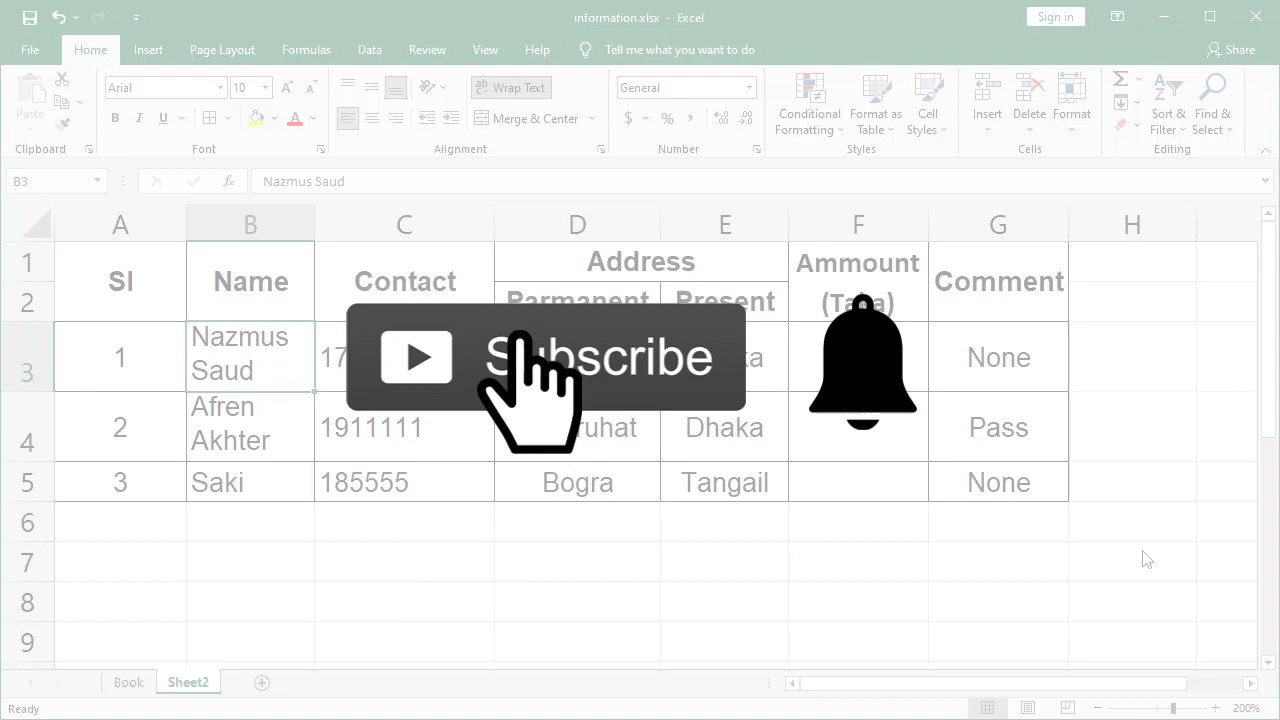 information.xlsx - Excel
Sign in
File Home Insert Page Layout Formulas Data Review View Help Tell me what you want to do Share
Paste
Arial 10
B I U A
ab Wrap Text
Merge & Center
General
$ % ,
Conditional Formatting
Format as Table
Cell Styles
Insert Delete Format
Sort & Filter
Find & Select
Clipboard Font Alignment Number Styles Cells Editing
B3 fx Nazmus Saud
A B C D E F G H
1 Sl Name Contact Address Ammount (Taka) Comment
2 Parmanent Present
3 1 Nazmus Saud 17 None
Subscribe
4 2 Afren Akhter 1911111 Dhaka Pass
5 3 Saki 185555 Bogra Tangail None
6
7
8
9
Book Sheet2
Ready
200%